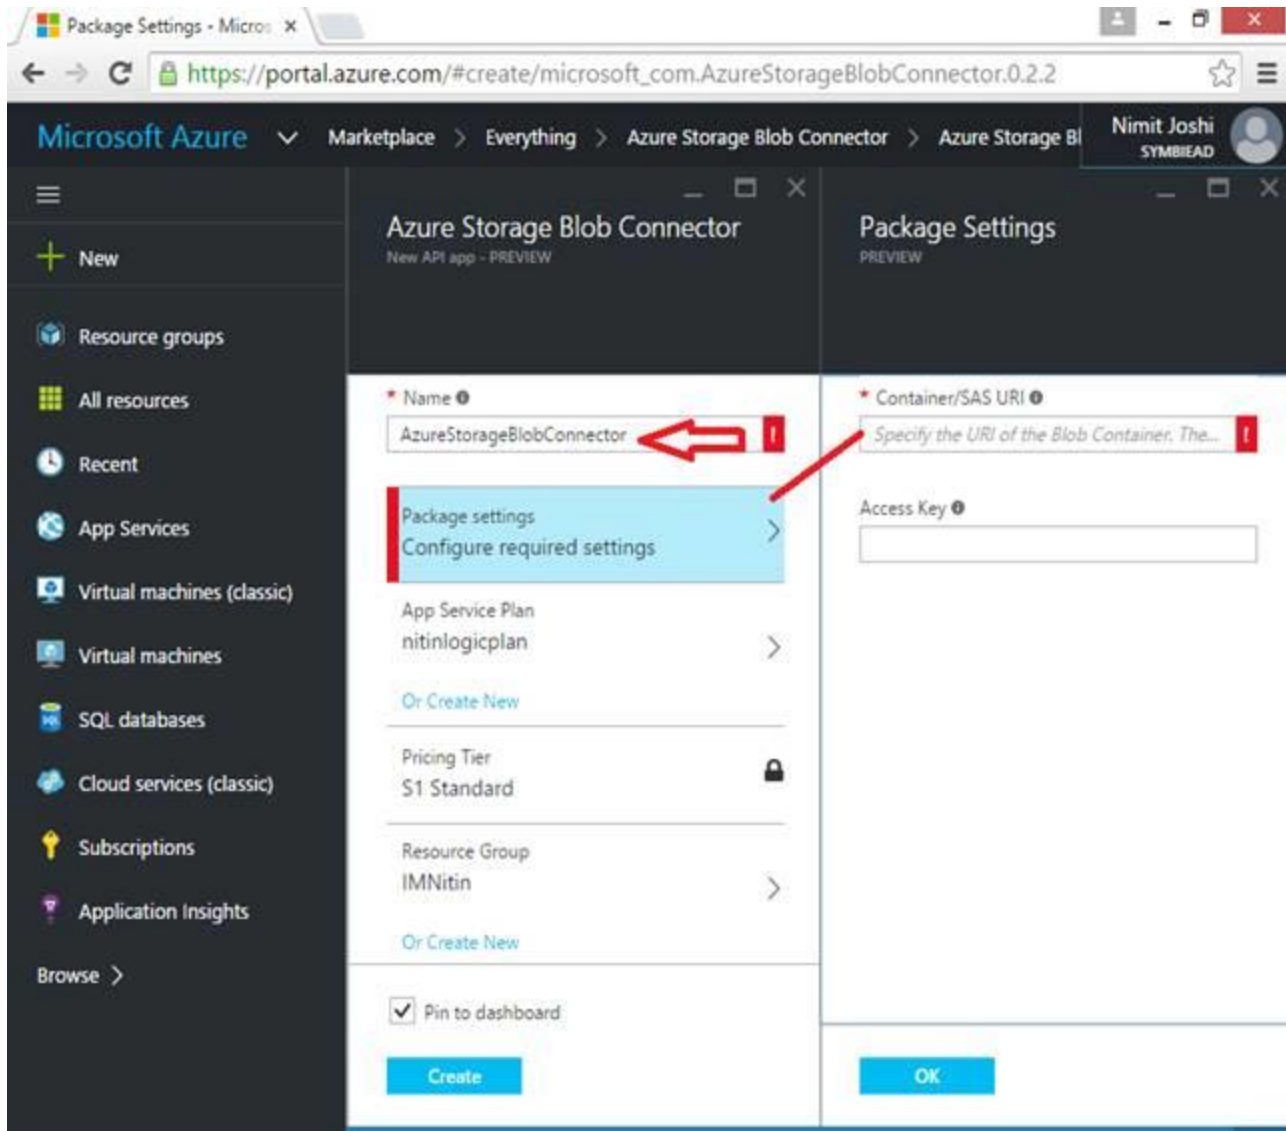 Package Settings - Micros
https://portal.azure.com/#create/microsoft_com.AzureStorageBlobConnector.0.2.2
Microsoft Azure Marketplace > Everything > Azure Storage Blob Connector > Azure Storage Bl
Nimit Joshi
SYMBIEAD
New
Resource groups
All resources
Recent
App Services
Virtual machines (classic)
Virtual machines
SQL databases
Cloud services (classic)
Subscriptions
Application Insights
Browse >
Azure Storage Blob Connector
New API app - PREVIEW
* Name
AzureStorageBlobConnector
!
Package settings
Configure required settings
App Service Plan
nitinlogicplan
Or Create New
Pricing Tier
S1 Standard
Resource Group
IMNitin
Or Create New
Pin to dashboard
Create
Package Settings
PREVIEW
* Container/SAS URI
Specify the URI of the Blob Container. The...
!
Access Key
OK